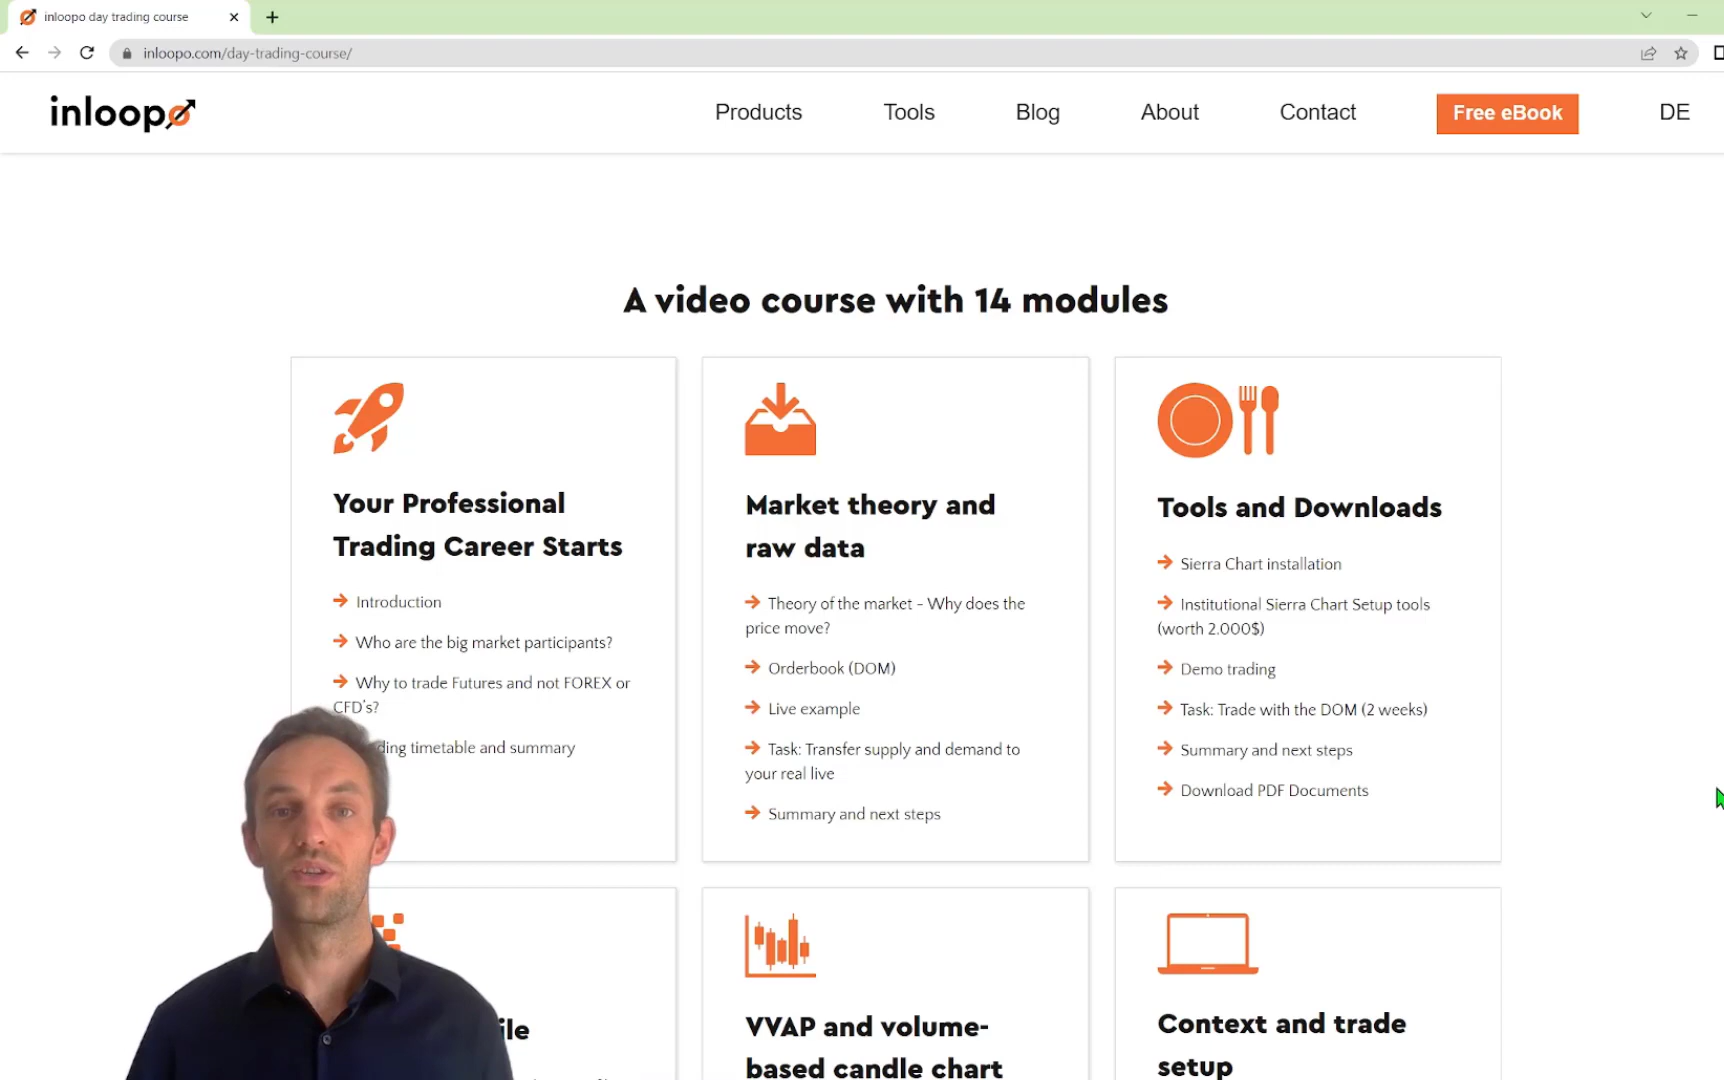 inloopo day trading course
inloopo.com/day-trading-course/
inloopo
Products
Tools
Blog
About
Contact
Free eBook
DE
A video course with 14 modules
Your Professional
Trading Career Starts
Introduction
Who are the big market participants?
Why to trade Futures and not FOREX or
CFD's?
timetable and summary
Market theory and
raw data
Theory of the market - Why does the
price move?
Orderbook (DOM)
Live example
Task: Transfer supply and demand to
your real live
Summary and next steps
Tools and Downloads
Sierra Chart installation
Institutional Sierra Chart Setup tools
(worth 2.000$)
Demo trading
Task: Trade with the DOM (2 weeks)
Summary and next steps
Download PDF Documents
VVAP and volume-
based candle chart
Context and trade
setup